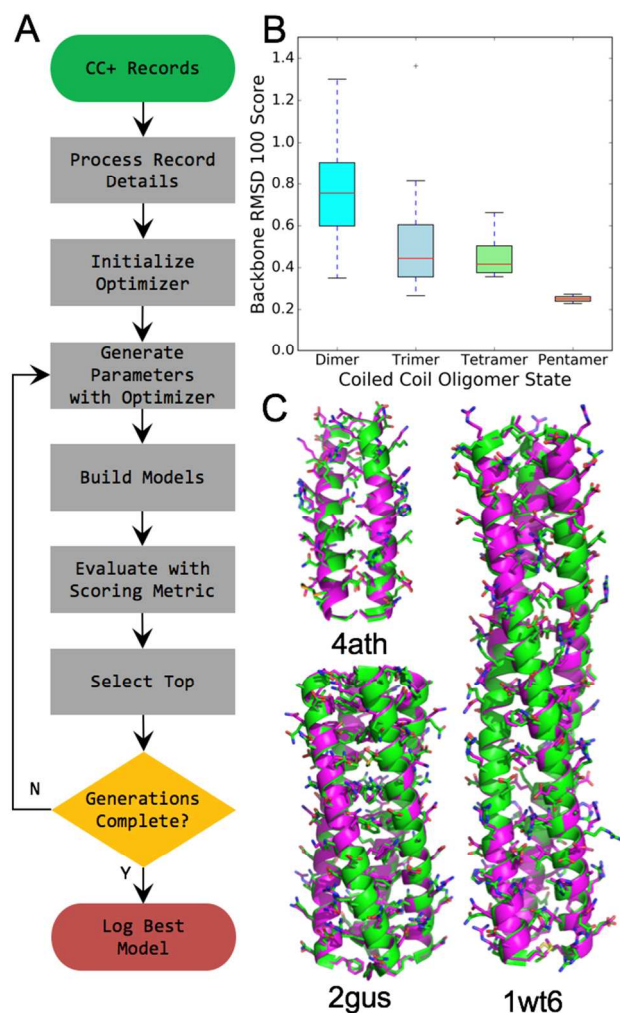 A
CC+ Records
Process Record
Details
Initialize
Optimizer
Generate
Parameters
with Optimizer
Build Models
Evaluate with
Scoring Metric
Select Top
N
Generations
Complete?
Y
Log Best
Model
B
Backbone RMSD 100 Score
1.4
1.2
1.0
0.8
0.6
0.4
0.2
0.0
Dimer Trimer Tetramer Pentamer
Coiled Coil Oligomer State
C
4ath
2gus
1wt6